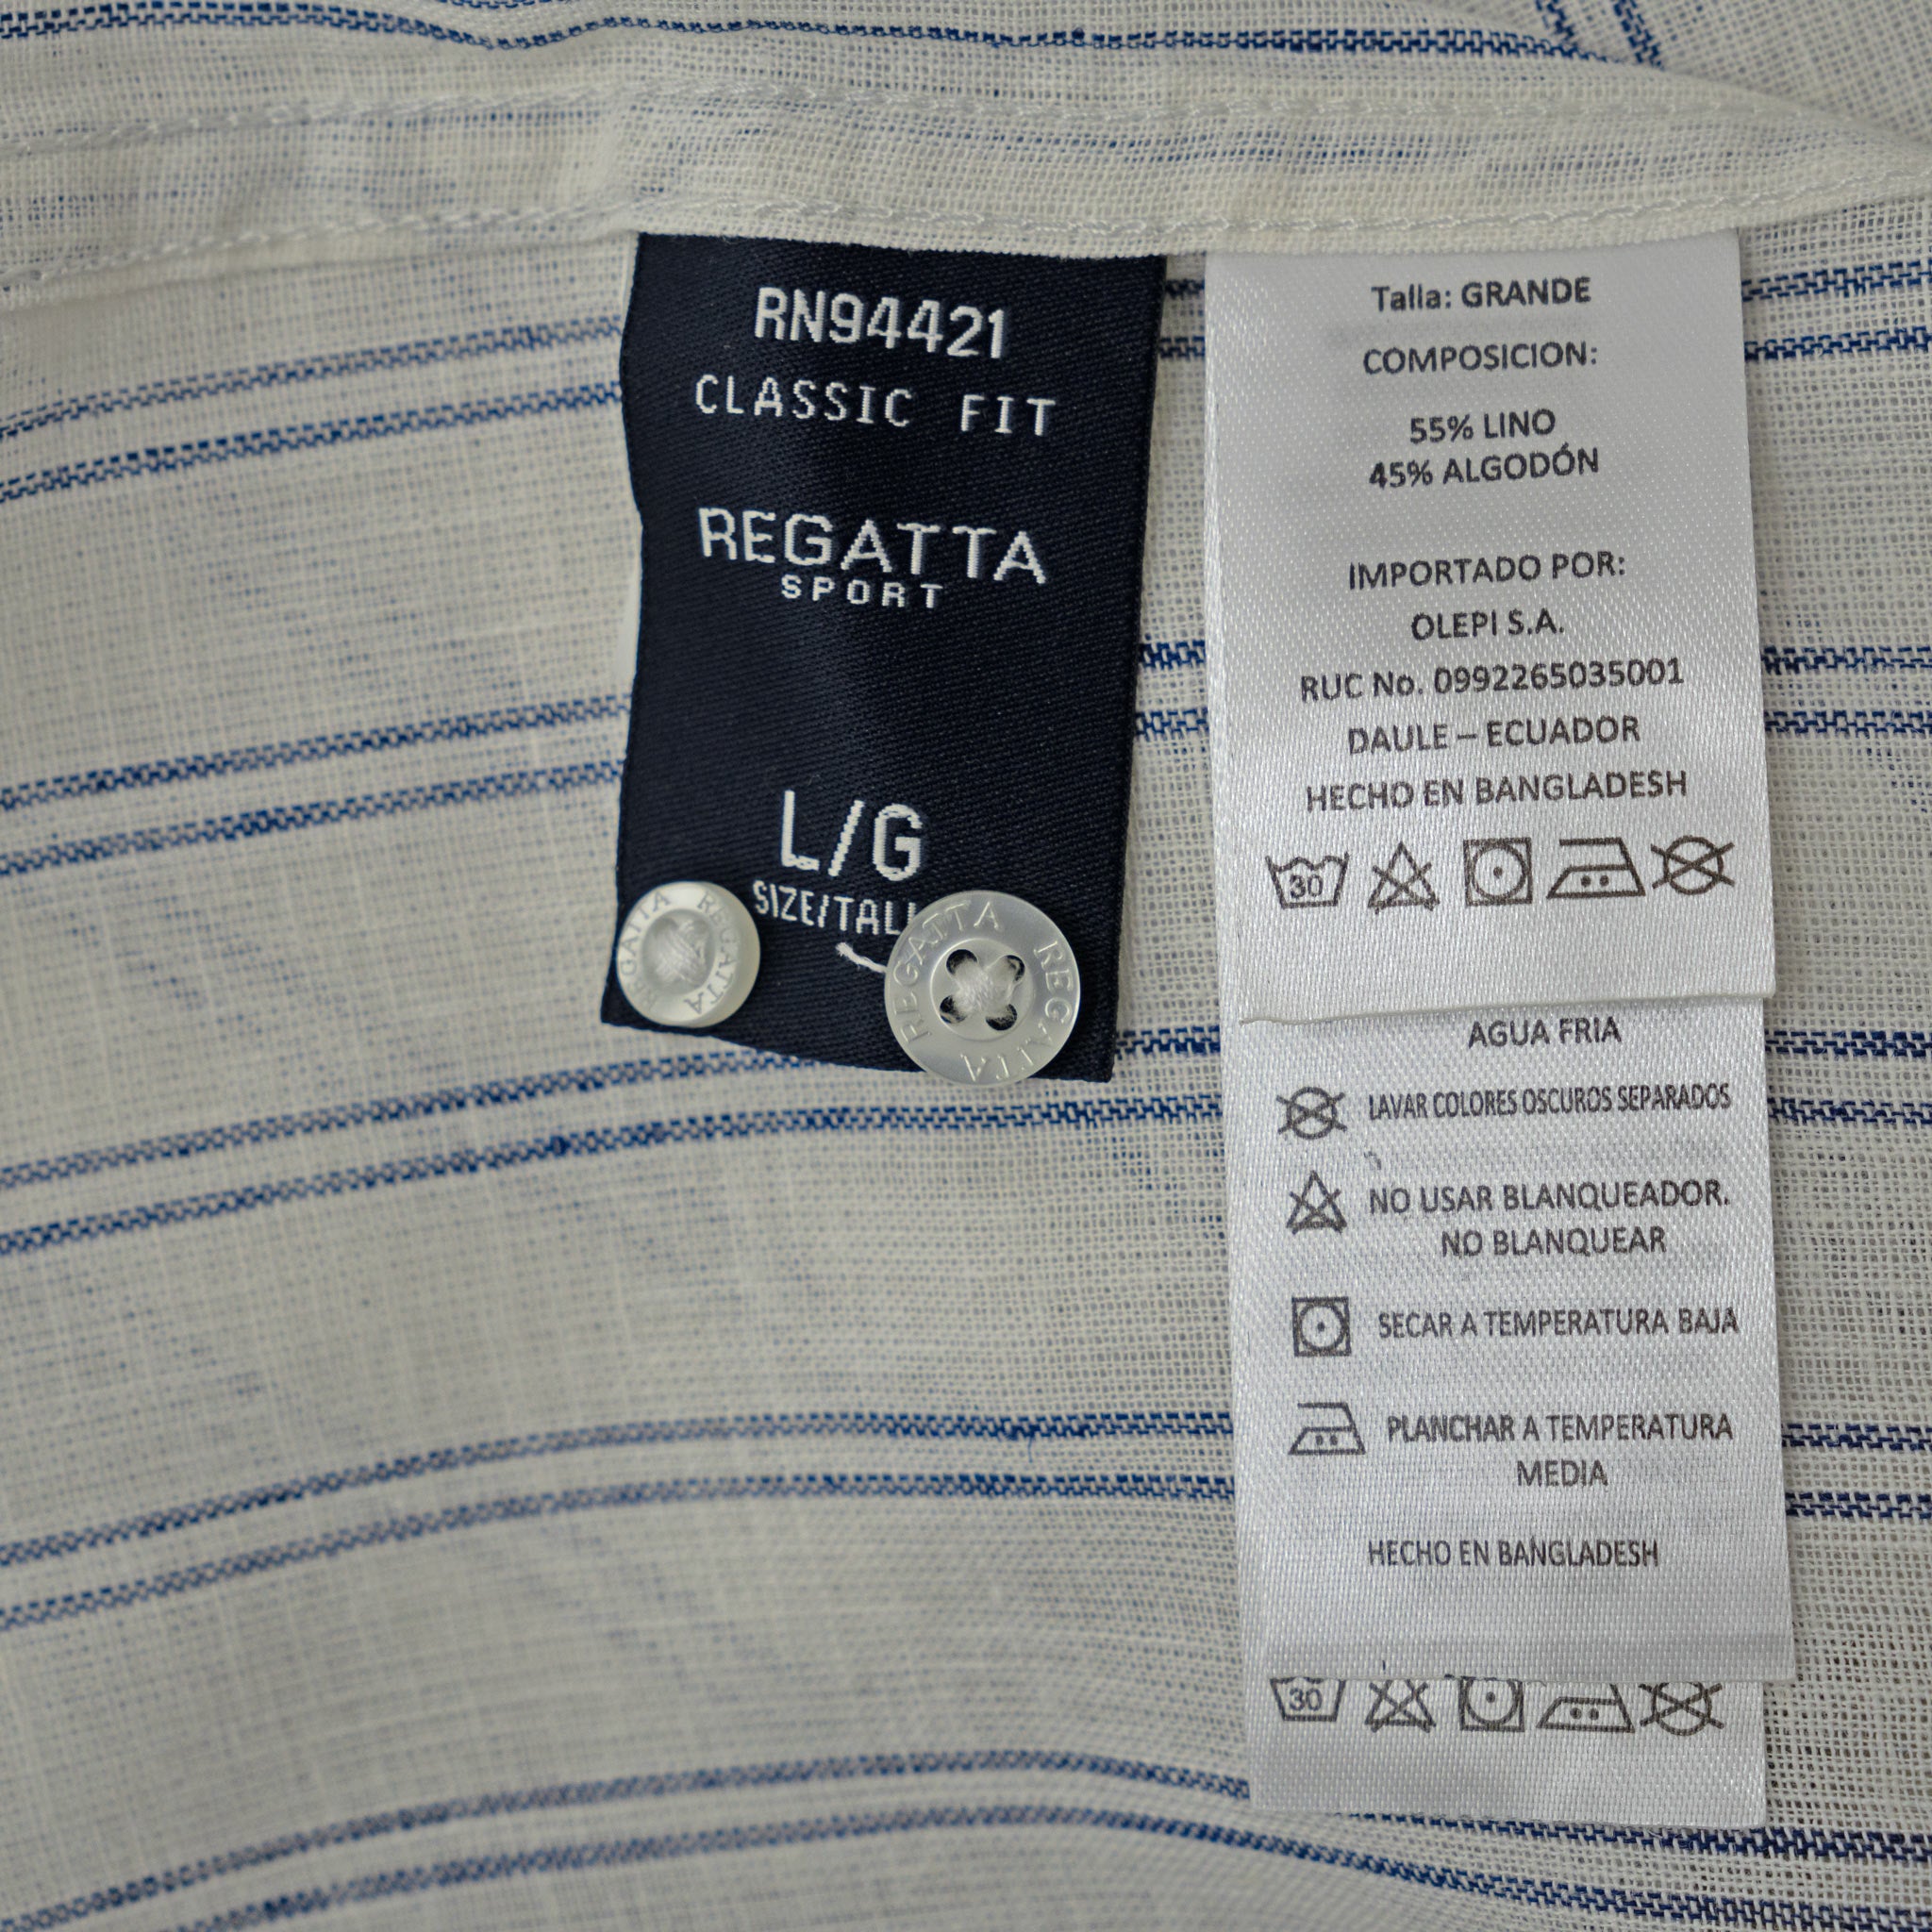 RN94421
CLASSIC FIT
REGATTA
SPORT
L/G
SIZE/TALL
REGATTA REGATTA
REGATTA REGATTA
Talla: GRANDE
COMPOSICION:
55% LINO
45% ALGODÓN
IMPORTADO POR:
OLEPI S.A.
RUC No. 0992265035001
DAULE – ECUADOR
HECHO EN BANGLADESH
30
AGUA FRIA
LAVAR COLORES OSCUROS SEPARADOS
NO USAR BLANQUEADOR.
NO BLANQUEAR
SECAR A TEMPERATURA BAJA
PLANCHAR A TEMPERATURA
MEDIA
HECHO EN BANGLADESH
30